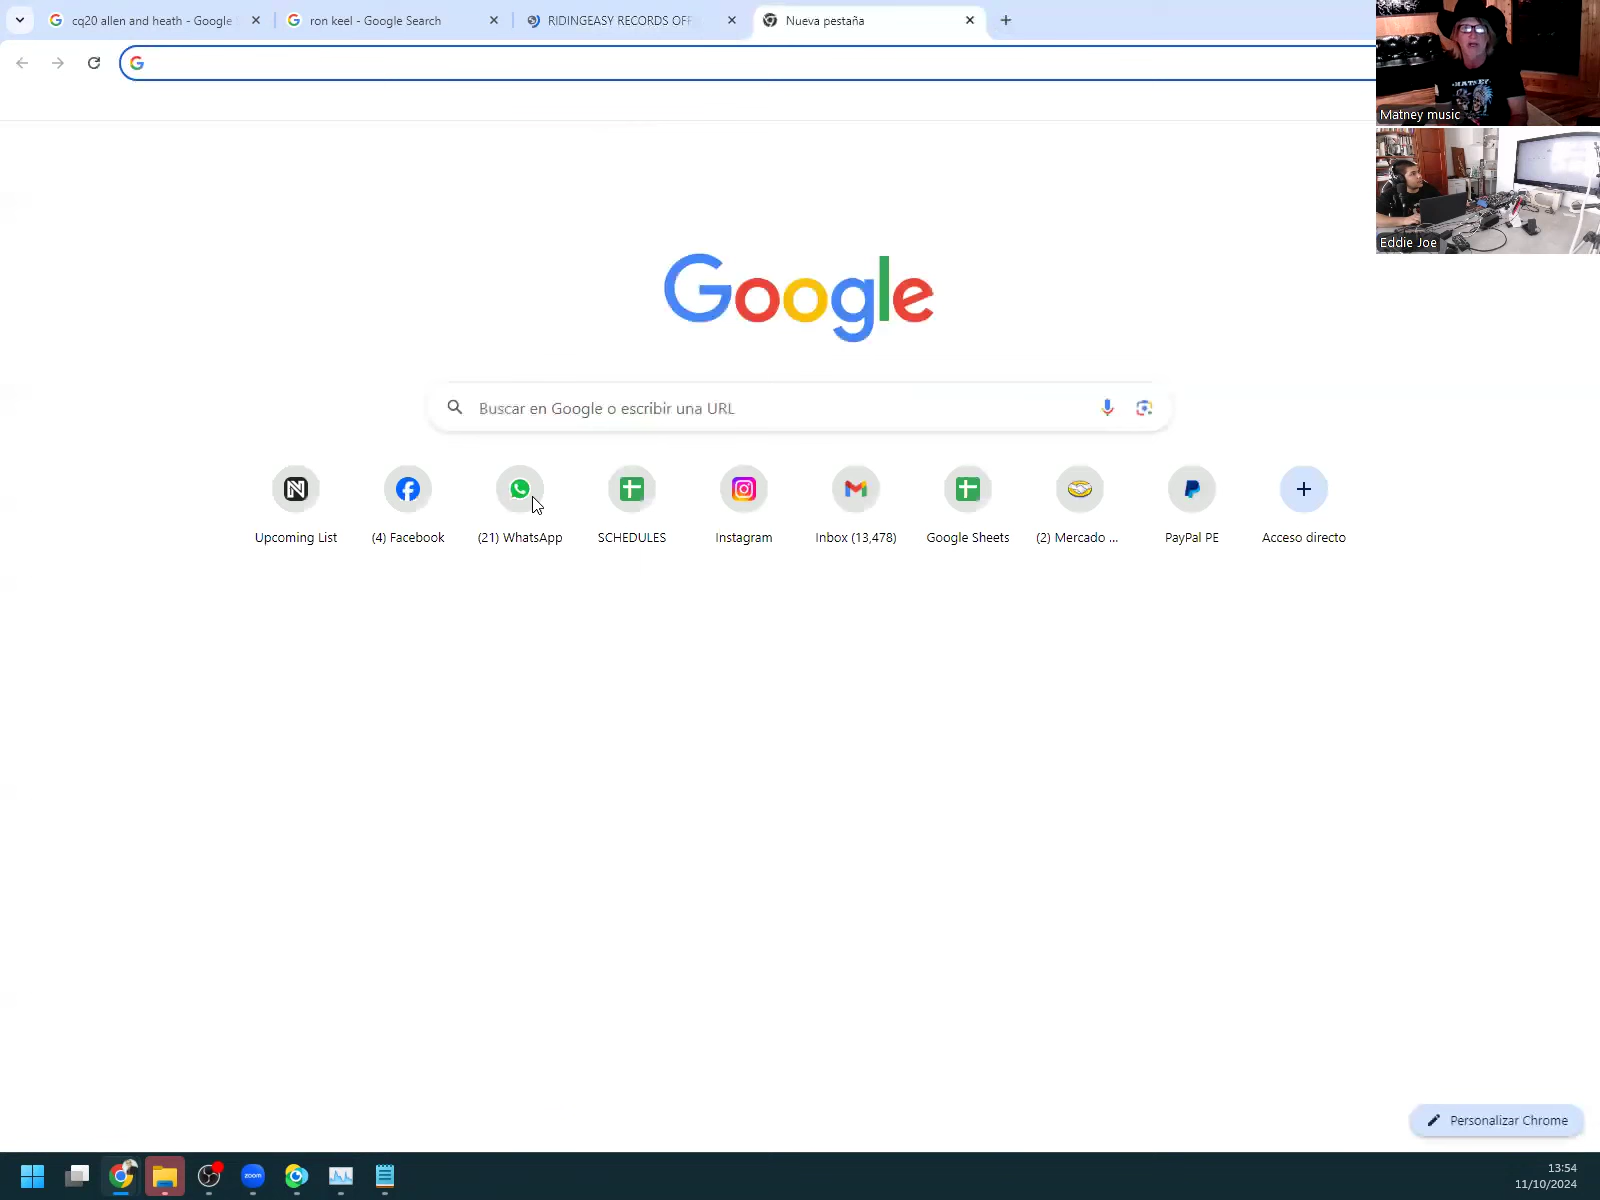 cq20 allen and heath - Google
ron keel - Google Search
RIDINGEASY RECORDS OFF
Nueva pestaña
Matney music
Eddie Joe
Google
Buscar en Google o escribir una URL
Upcoming List
(4) Facebook
(21) WhatsApp
SCHEDULES
Instagram
Inbox (13,478)
Google Sheets
(2) Mercado ...
PayPal PE
Acceso directo
Personalizar Chrome
zoom
13:54
11/10/2024